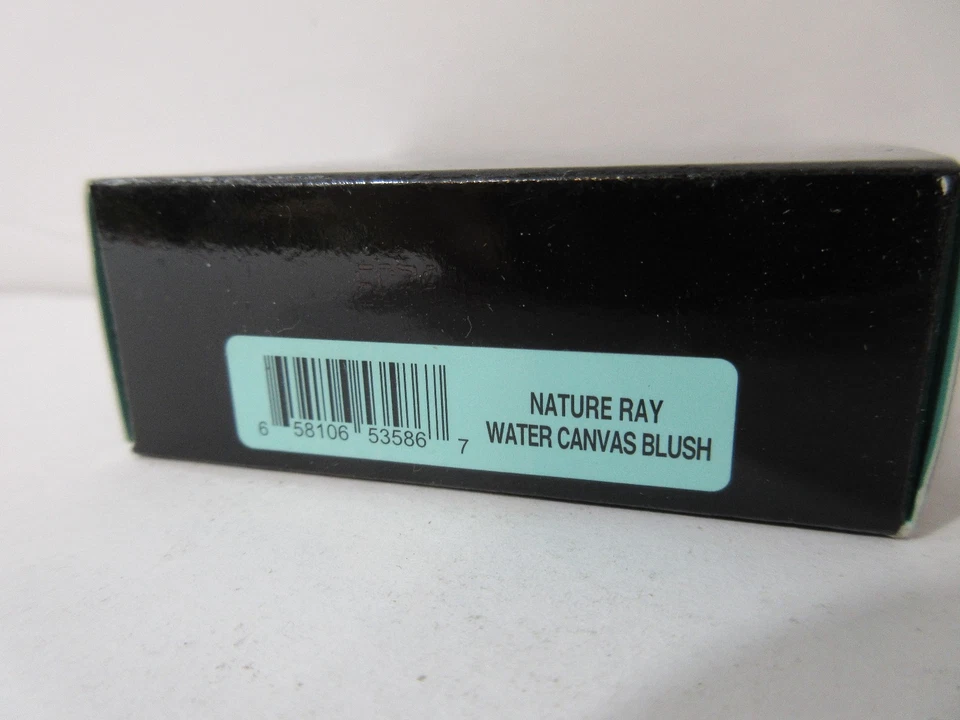 NATURE RAY
WATER CANVAS BLUSH
6 58106 53586 7